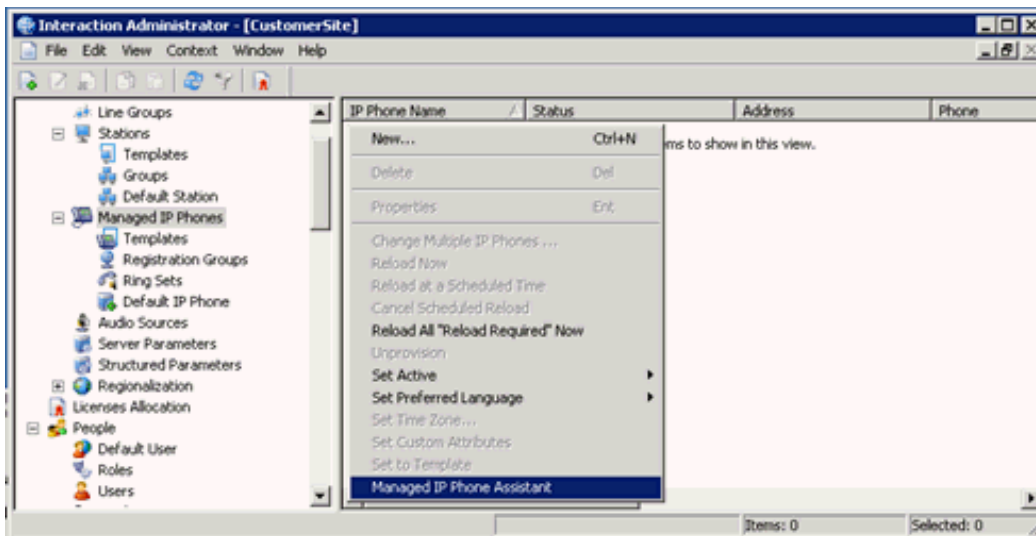 Interaction Administrator - [CustomerSite]
File Edit View Context Window Help
Line Groups
Stations
Templates
Groups
Default Station
Managed IP Phones
Templates
Registration Groups
Ring Sets
Default IP Phone
Audio Sources
Server Parameters
Structured Parameters
Regionalization
Licenses Allocation
People
Default User
Roles
Users
IP Phone Name / Status Address Phone
ms to show in this view.
New... Ctrl+N
Delete Del
Properties Ent
Change Multiple IP Phones ...
Reload Now
Reload at a Scheduled Time
Cancel Scheduled Reload
Reload All "Reload Required" Now
Unprovision
Set Active
Set Preferred Language
Set Time Zone...
Set Custom Attributes
Set to Template
Managed IP Phone Assistant
Items: 0 Selected: 0